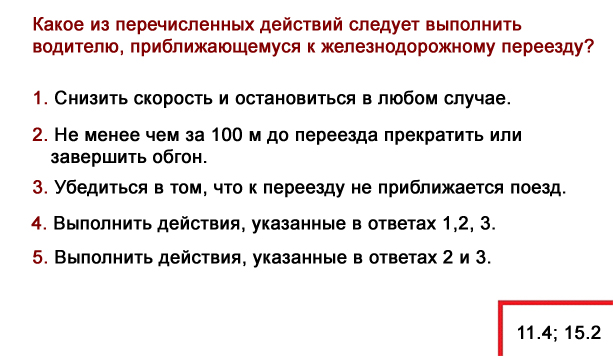 Какое из перечисленных действий следует выполнить
водителю, приближающемуся к железнодорожному переезду?
1. Снизить скорость и остановиться в любом случае.
2. Не менее чем за 100 м до переезда прекратить или
завершить обгон.
3. Убедиться в том, что к переезду не приближается поезд.
4. Выполнить действия, указанные в ответах 1,2, 3.
5. Выполнить действия, указанные в ответах 2 и 3.
11.4; 15.2